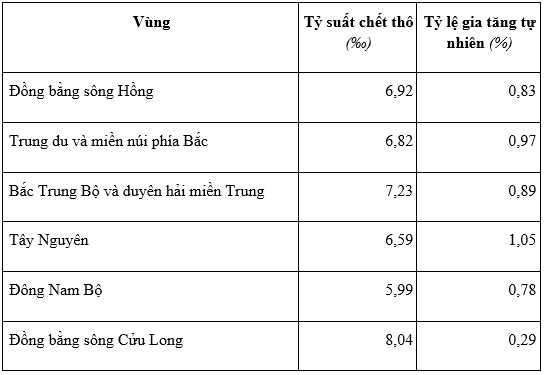 Vùng Tỷ suất chết thô Tỷ lệ gia tăng tự
(‰) nhiên (%)
Đồng bằng sông Hồng 6,92 0,83
Trung du và miền núi phía Bắc 6,82 0,97
Bắc Trung Bộ và duyên hải miền Trung 7,23 0,89
Tây Nguyên 6,59 1,05
Đông Nam Bộ 5,99 0,78
Đồng bằng sông Cửu Long 8,04 0,29